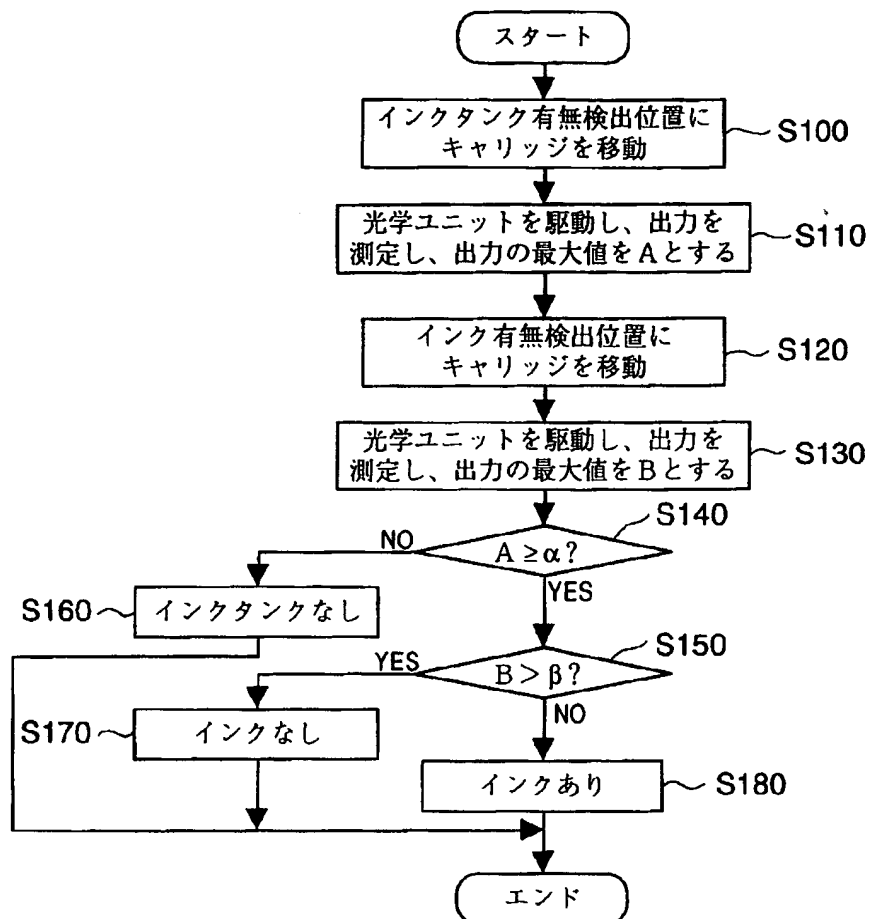 スタート
インクタンク有無検出位置に
キャリッジを移動
S100
光学ユニットを駆動し、出力を
測定し、出力の最大値をAとする
S110
インク有無検出位置に
キャリッジを移動
S120
光学ユニットを駆動し、出力を
測定し、出力の最大値をBとする
S130
S140
NO
A≥α?
YES
S160
インクタンクなし
S150
YES
B>β?
NO
S170
インクなし
インクあり
S180
エンド